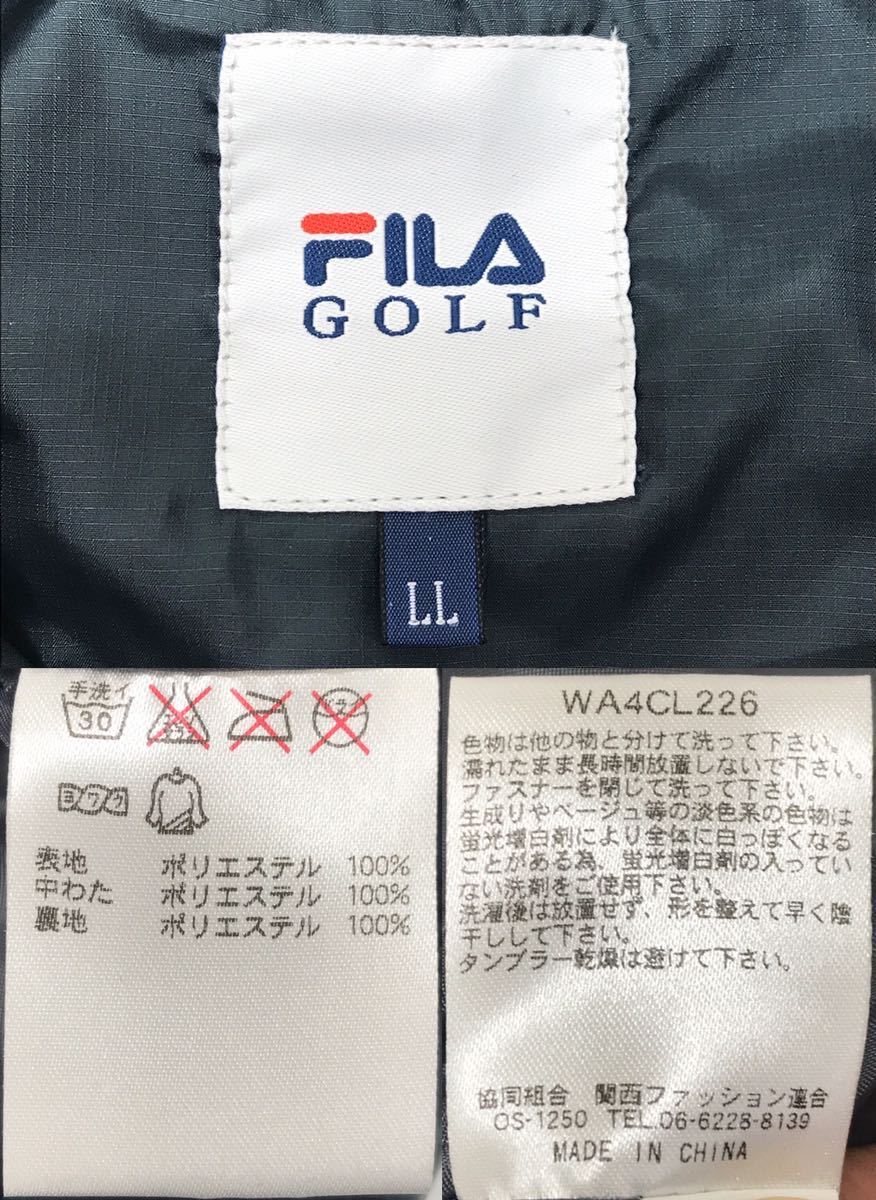 FILA
GOLF
LL
手洗イ
30
エンソ
サラシ
ドライ
ヨワク
表地 ポリエステル 100%
中わた ポリエステル 100%
裏地 ポリエステル 100%
WA4CL226
色物は他の物と分けて洗って下さい。
濡れたまま長時間放置しないで下さい。
ファスナーを閉じて洗って下さい。
生成りやベージュ等の淡色系の色物は
蛍光増白剤により全体に白っぽくなる
ことがある為、蛍光増白剤の入ってい
ない洗剤をご使用下さい。
洗濯後は放置せず、形を整えて早く陰
干しして下さい。
タンブラー乾燥は避けて下さい。
協同組合 関西ファッション連合
OS-1250 TEL.06-6228-8139
MADE IN CHINA